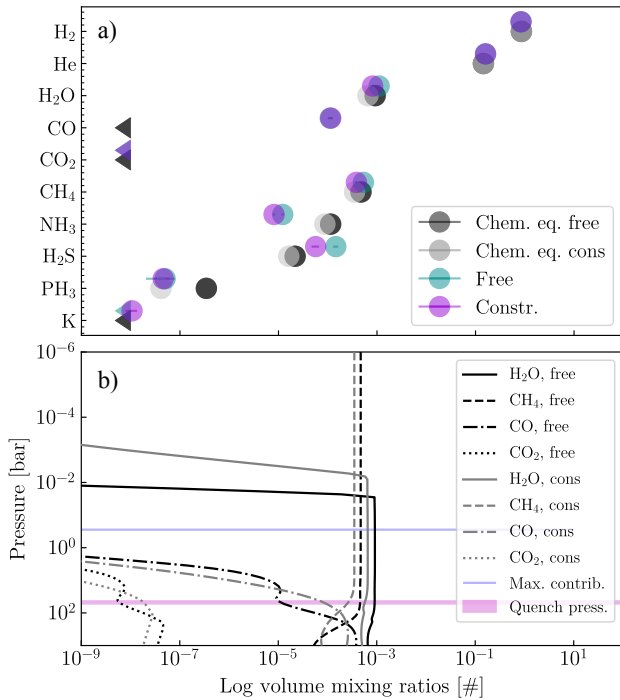 a)
H₂
He
H₂O
CO
CO₂
CH₄
NH₃
H₂S
PH₃
K
Chem. eq. free
Chem. eq. cons
Free
Constr.
b)
Pressure [bar]
10⁻⁶
10⁻⁴
10⁻²
10⁰
10²
H₂O, free
CH₄, free
CO, free
CO₂, free
H₂O, cons
CH₄, cons
CO, cons
CO₂, cons
Max. contrib.
Quench press.
10⁻⁹ 10⁻⁷ 10⁻⁵ 10⁻³ 10⁻¹ 10¹
Log volume mixing ratios [#]